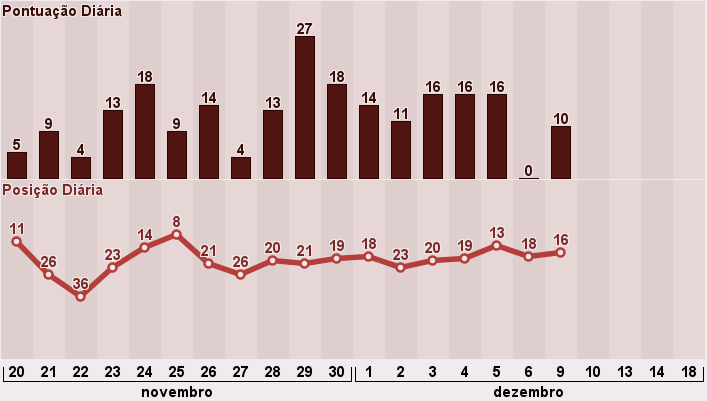 Pontuação Diária
5 9 4 13 18 9 14 4 13 27 18 14 11 16 16 16 0 10
Posição Diária
11 26 36 23 14 8 21 26 20 21 19 18 23 20 19 13 18 16
20 21 22 23 24 25 26 27 28 29 30 1 2 3 4 5 6 9 10 13 14 18
novembro dezembro